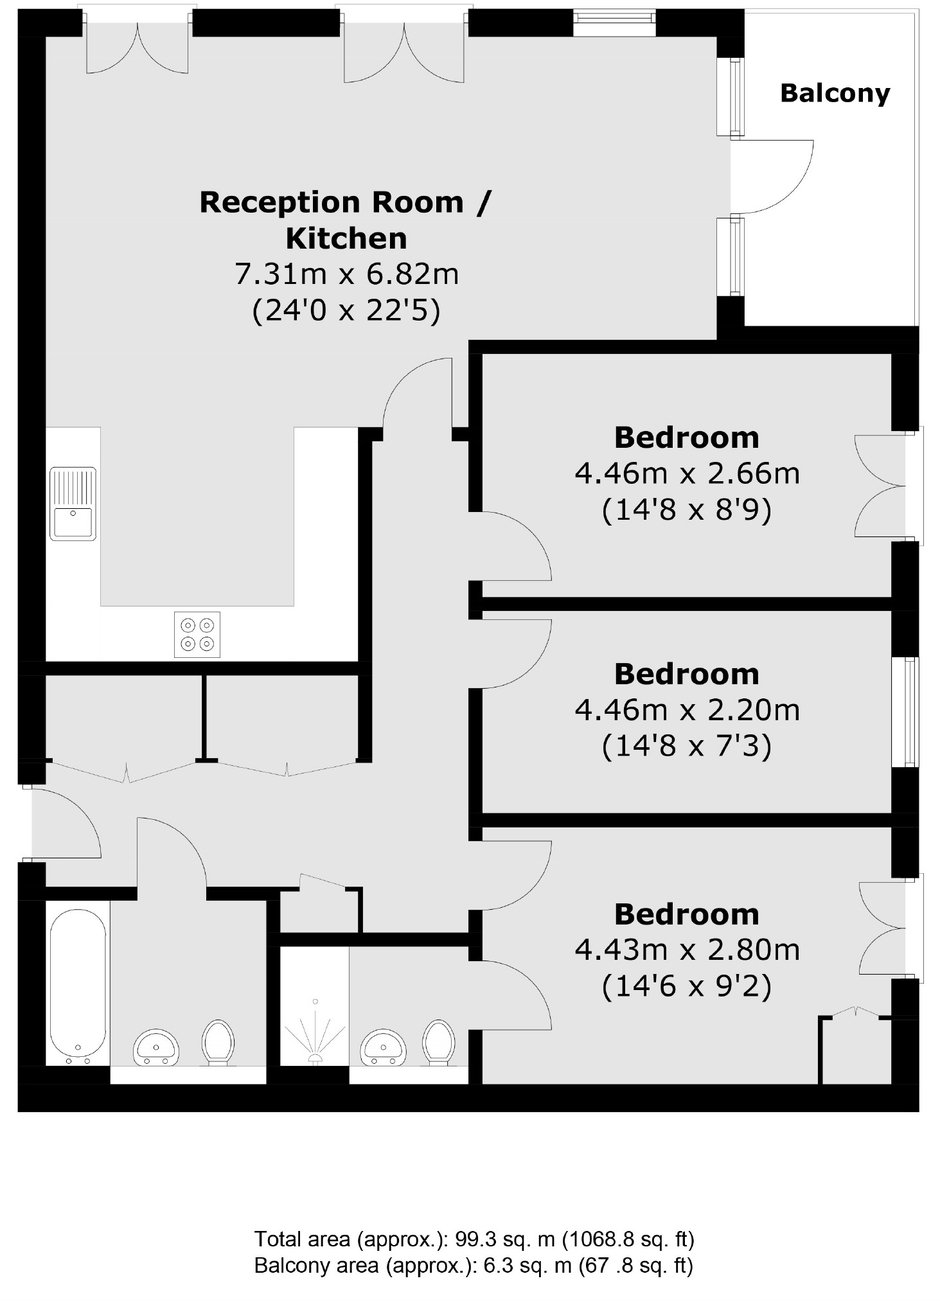 Balcony
Reception Room /
Kitchen
7.31m x 6.82m
(24'0 x 22'5)
Bedroom
4.46m x 2.66m
(14'8 x 8'9)
Bedroom
4.46m x 2.20m
(14'8 x 7'3)
Bedroom
4.43m x 2.80m
(14'6 x 9'2)
Total area (approx.): 99.3 sq. m (1068.8 sq. ft)
Balcony area (approx.): 6.3 sq. m (67 .8 sq. ft)